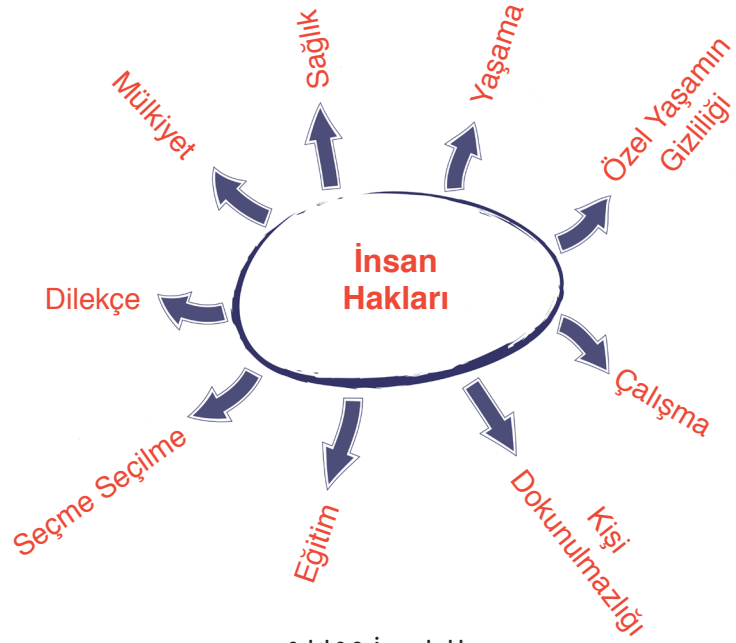 İnsan
Hakları
Sağlık
Yaşama
Özel Yaşamın
Gizliliği
Çalışma
Kişi
Dokunulmazlığı
Eğitim
Seçme Seçilme
Dilekçe
Mülkiyet